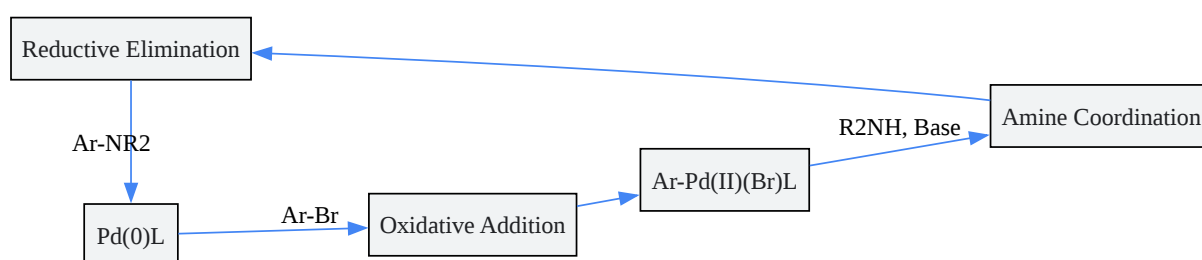 Reductive Elimination
Ar-NR2
Pd(0)L
Ar-Br
Oxidative Addition
Ar-Pd(II)(Br)L
R2NH, Base
Amine Coordination